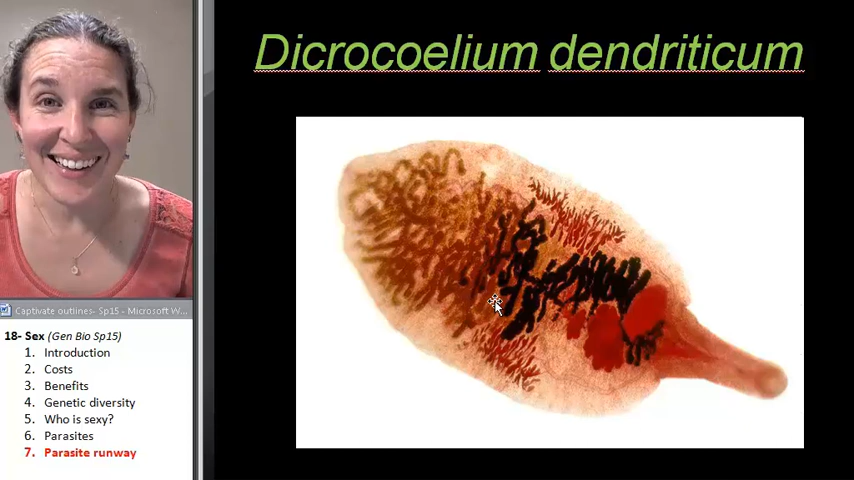 Dicrocoelium dendriticum
Captivate outlines- Sp15 - Microsoft W...
18- Sex (Gen Bio Sp15)
1. Introduction
2. Costs
3. Benefits
4. Genetic diversity
5. Who is sexy?
6. Parasites
7. Parasite runway